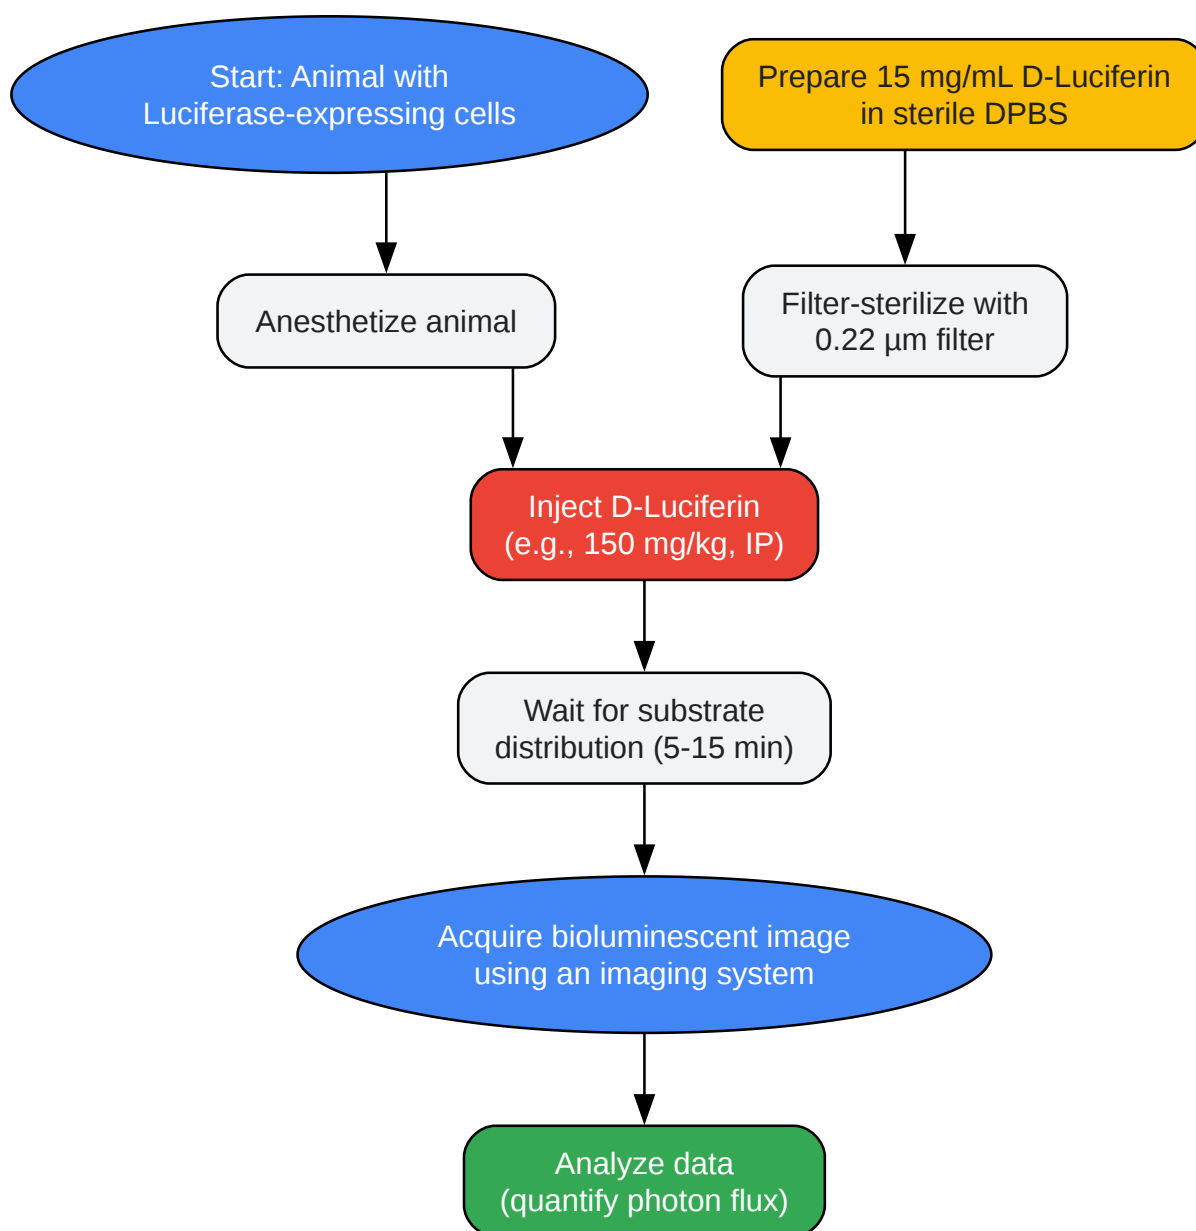 Start: Animal with
Luciferase-expressing cells
Prepare 15 mg/mL D-Luciferin
in sterile DPBS
Anesthetize animal
Filter-sterilize with
0.22 µm filter
Inject D-Luciferin
(e.g., 150 mg/kg, IP)
Wait for substrate
distribution (5-15 min)
Acquire bioluminescent image
using an imaging system
Analyze data
(quantify photon flux)